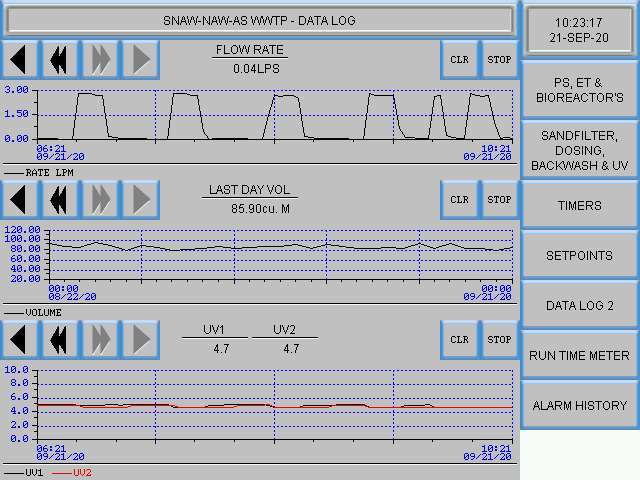 SNAW-NAW-AS WWTP - DATA LOG
10:23:17
21-SEP-20
FLOW RATE
0.04LPS
CLR
STOP
3.00
1.50
0.00
06:21
09/21/20
10:21
09/21/20
RATE LPM
LAST DAY VOL
85.90cu. M
CLR
STOP
120.00
100.00
80.00
60.00
40.00
20.00
00:00
08/22/20
00:00
09/21/20
VOLUME
UV1
UV2
4.7
4.7
CLR
STOP
10.0
8.0
6.0
4.0
2.0
0.0
06:21
09/21/20
10:21
09/21/20
UV1
UV2
PS, ET &
BIOREACTOR'S
SANDFILTER,
DOSING,
BACKWASH & UV
TIMERS
SETPOINTS
DATA LOG 2
RUN TIME METER
ALARM HISTORY